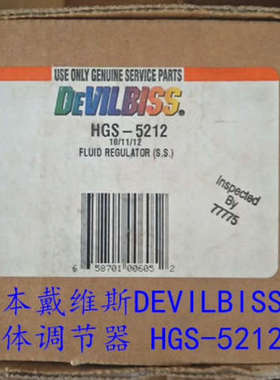 USE ONLY GENUINE SERVICE PARTS
DEVILBISS®
HGS-5212
10/11/12
FLUID REGULATOR (S.S.)
Inspected
By
77775
6 58701 00605 2
本戴维斯DEVILBISS
体调节器 HGS-5212